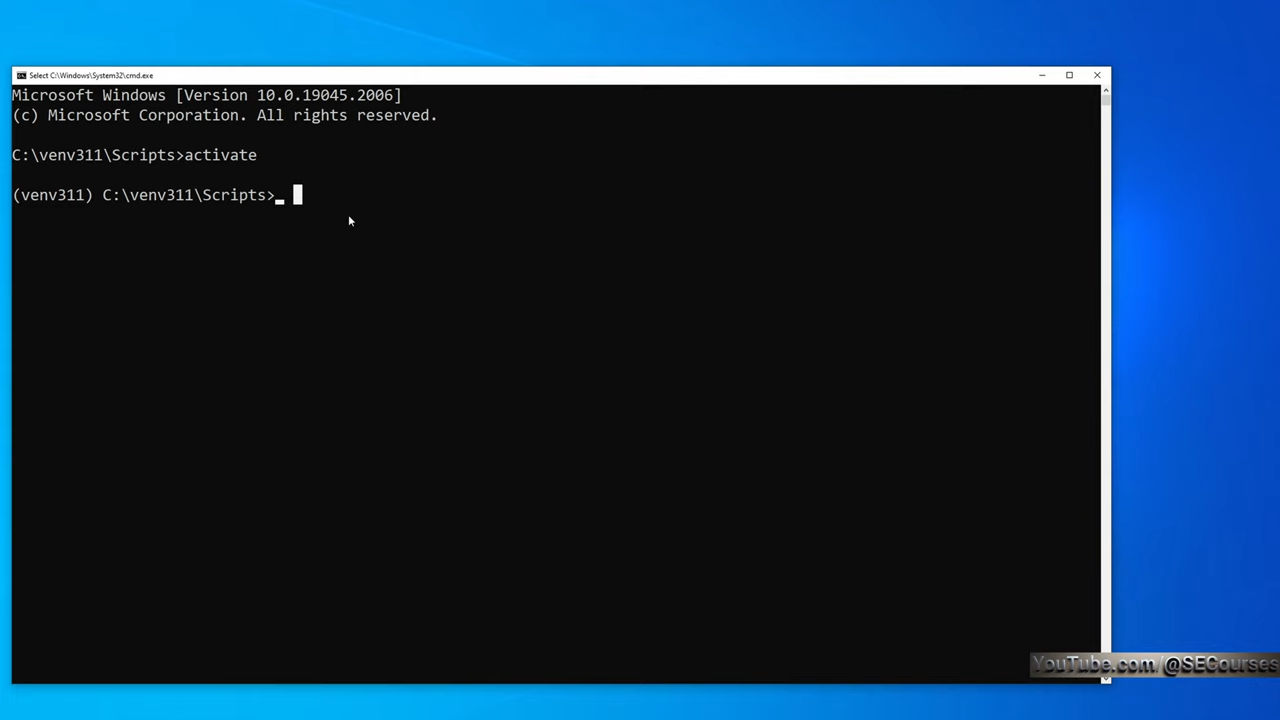 Select C:\Windows\System32\cmd.exe
Microsoft Windows [Version 10.0.19045.2006]
(c) Microsoft Corporation. All rights reserved.
C:\venv311\Scripts>activate
(venv311) C:\venv311\Scripts>_
YouTube.com/@SECourses